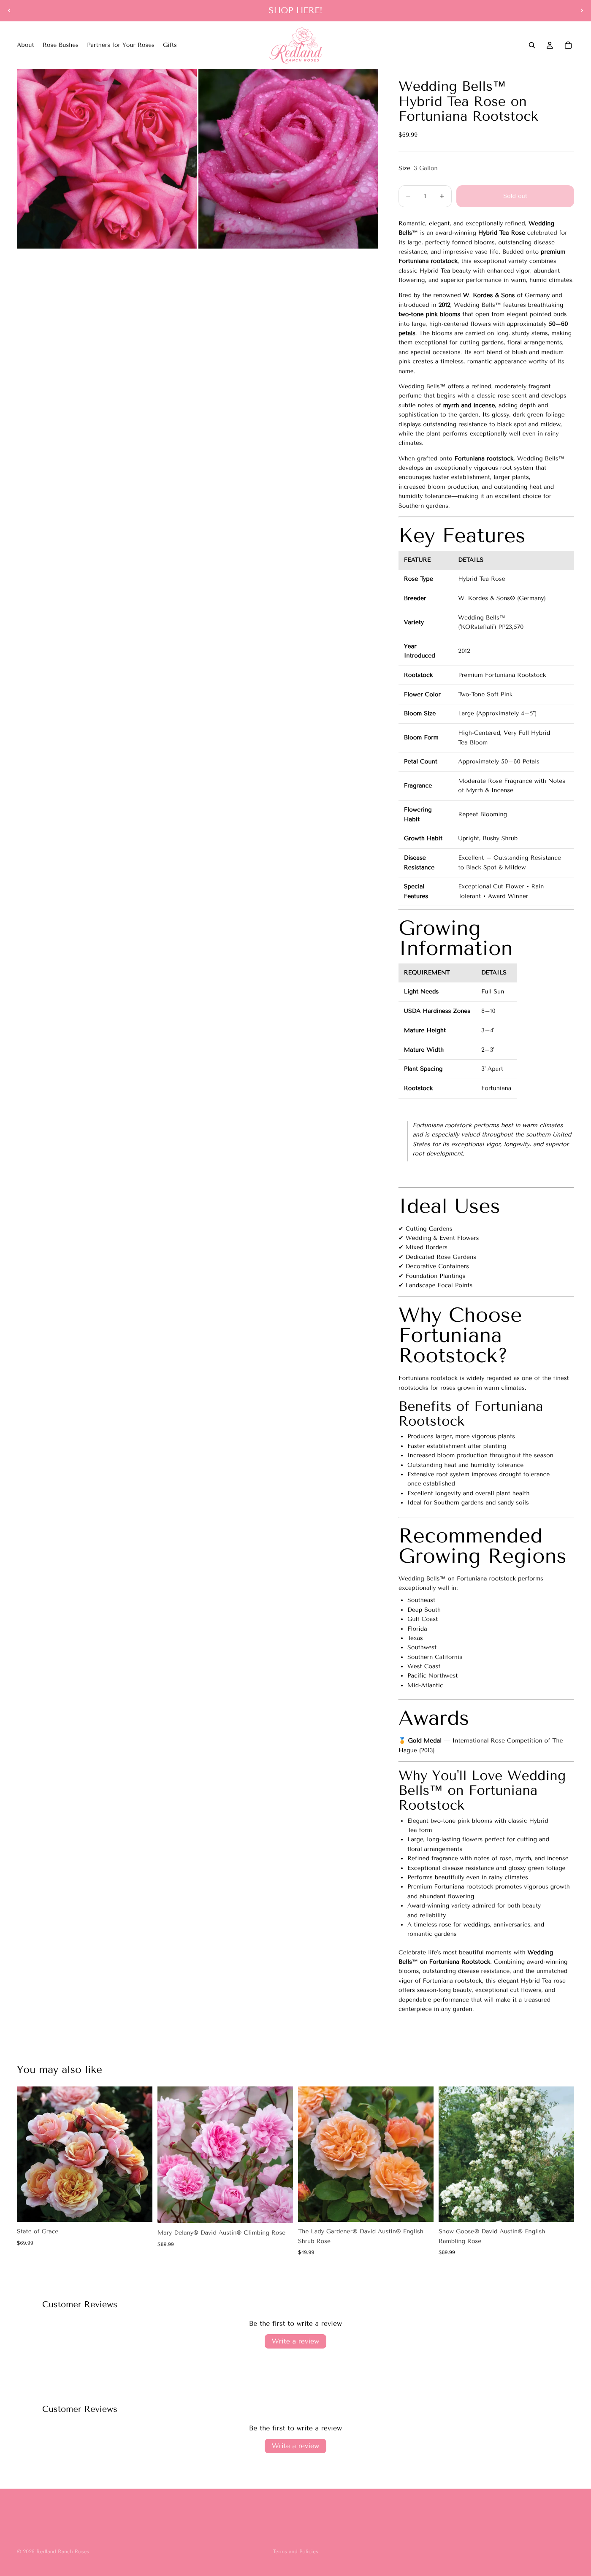 SHOP HERE!
About
Rose Bushes
Partners for Your Roses
Gifts
Redland
RANCH ROSES
Wedding Bells™
Hybrid Tea Rose on
Fortuniana Rootstock
$69.99
Size 3 Gallon
− 1 +
Sold out
Romantic, elegant, and exceptionally refined, Wedding
Bells™ is an award-winning Hybrid Tea Rose celebrated for
its large, perfectly formed blooms, outstanding disease
resistance, and impressive vase life. Budded onto premium
Fortuniana rootstock, this exceptional variety combines
classic Hybrid Tea beauty with enhanced vigor, abundant
flowering, and superior performance in warm, humid climates.
Bred by the renowned W. Kordes & Sons of Germany and
introduced in 2012, Wedding Bells™ features breathtaking
two-tone pink blooms that open from elegant pointed buds
into large, high-centered flowers with approximately 50–60
petals. The blooms are carried on long, sturdy stems, making
them exceptional for cutting gardens, floral arrangements,
and special occasions. Its soft blend of blush and medium
pink creates a timeless, romantic appearance worthy of its
name.
Wedding Bells™ offers a refined, moderately fragrant
perfume that begins with a classic rose scent and develops
subtle notes of myrrh and incense, adding depth and
sophistication to the garden. Its glossy, dark green foliage
displays outstanding resistance to black spot and mildew,
while the plant performs exceptionally well even in rainy
climates.
When grafted onto Fortuniana rootstock, Wedding Bells™
develops an exceptionally vigorous root system that
encourages faster establishment, larger plants,
increased bloom production, and outstanding heat and
humidity tolerance—making it an excellent choice for
Southern gardens.
Key Features
FEATURE DETAILS
Rose Type Hybrid Tea Rose
Breeder W. Kordes & Sons® (Germany)
Variety Wedding Bells™
('KORsteflali') PP23,570
Year
Introduced 2012
Rootstock Premium Fortuniana Rootstock
Flower Color Two-Tone Soft Pink
Bloom Size Large (Approximately 4–5")
Bloom Form High-Centered, Very Full Hybrid
Tea Bloom
Petal Count Approximately 50–60 Petals
Fragrance Moderate Rose Fragrance with Notes
of Myrrh & Incense
Flowering
Habit Repeat Blooming
Growth Habit Upright, Bushy Shrub
Disease
Resistance Excellent – Outstanding Resistance
to Black Spot & Mildew
Special
Features Exceptional Cut Flower • Rain
Tolerant • Award Winner
Growing
Information
REQUIREMENT DETAILS
Light Needs Full Sun
USDA Hardiness Zones 8–10
Mature Height 3–4'
Mature Width 2–3'
Plant Spacing 3' Apart
Rootstock Fortuniana
Fortuniana rootstock performs best in warm climates
and is especially valued throughout the southern United
States for its exceptional vigor, longevity, and superior
root development.
Ideal Uses
✔ Cutting Gardens
✔ Wedding & Event Flowers
✔ Mixed Borders
✔ Dedicated Rose Gardens
✔ Decorative Containers
✔ Foundation Plantings
✔ Landscape Focal Points
Why Choose
Fortuniana
Rootstock?
Fortuniana rootstock is widely regarded as one of the finest
rootstocks for roses grown in warm climates.
Benefits of Fortuniana
Rootstock
• Produces larger, more vigorous plants
• Faster establishment after planting
• Increased bloom production throughout the season
• Outstanding heat and humidity tolerance
• Extensive root system improves drought tolerance
once established
• Excellent longevity and overall plant health
• Ideal for Southern gardens and sandy soils
Recommended
Growing Regions
Wedding Bells™ on Fortuniana rootstock performs
exceptionally well in:
• Southeast
• Deep South
• Gulf Coast
• Florida
• Texas
• Southwest
• Southern California
• West Coast
• Pacific Northwest
• Mid-Atlantic
Awards
🏅 Gold Medal — International Rose Competition of The
Hague (2013)
Why You'll Love Wedding
Bells™ on Fortuniana
Rootstock
• Elegant two-tone pink blooms with classic Hybrid
Tea form
• Large, long-lasting flowers perfect for cutting and
floral arrangements
• Refined fragrance with notes of rose, myrrh, and incense
• Exceptional disease resistance and glossy green foliage
• Performs beautifully even in rainy climates
• Premium Fortuniana rootstock promotes vigorous growth
and abundant flowering
• Award-winning variety admired for both beauty
and reliability
• A timeless rose for weddings, anniversaries, and
romantic gardens
Celebrate life's most beautiful moments with Wedding
Bells™ on Fortuniana Rootstock. Combining award-winning
blooms, outstanding disease resistance, and the unmatched
vigor of Fortuniana rootstock, this elegant Hybrid Tea rose
offers season-long beauty, exceptional cut flowers, and
dependable performance that will make it a treasured
centerpiece in any garden.
You may also like
State of Grace
$69.99
Mary Delany® David Austin® Climbing Rose
$89.99
The Lady Gardener® David Austin® English
Shrub Rose
$49.99
Snow Goose® David Austin® English
Rambling Rose
$89.99
Customer Reviews
Be the first to write a review
Write a review
Customer Reviews
Be the first to write a review
Write a review
© 2026 Redland Ranch Roses
Terms and Policies